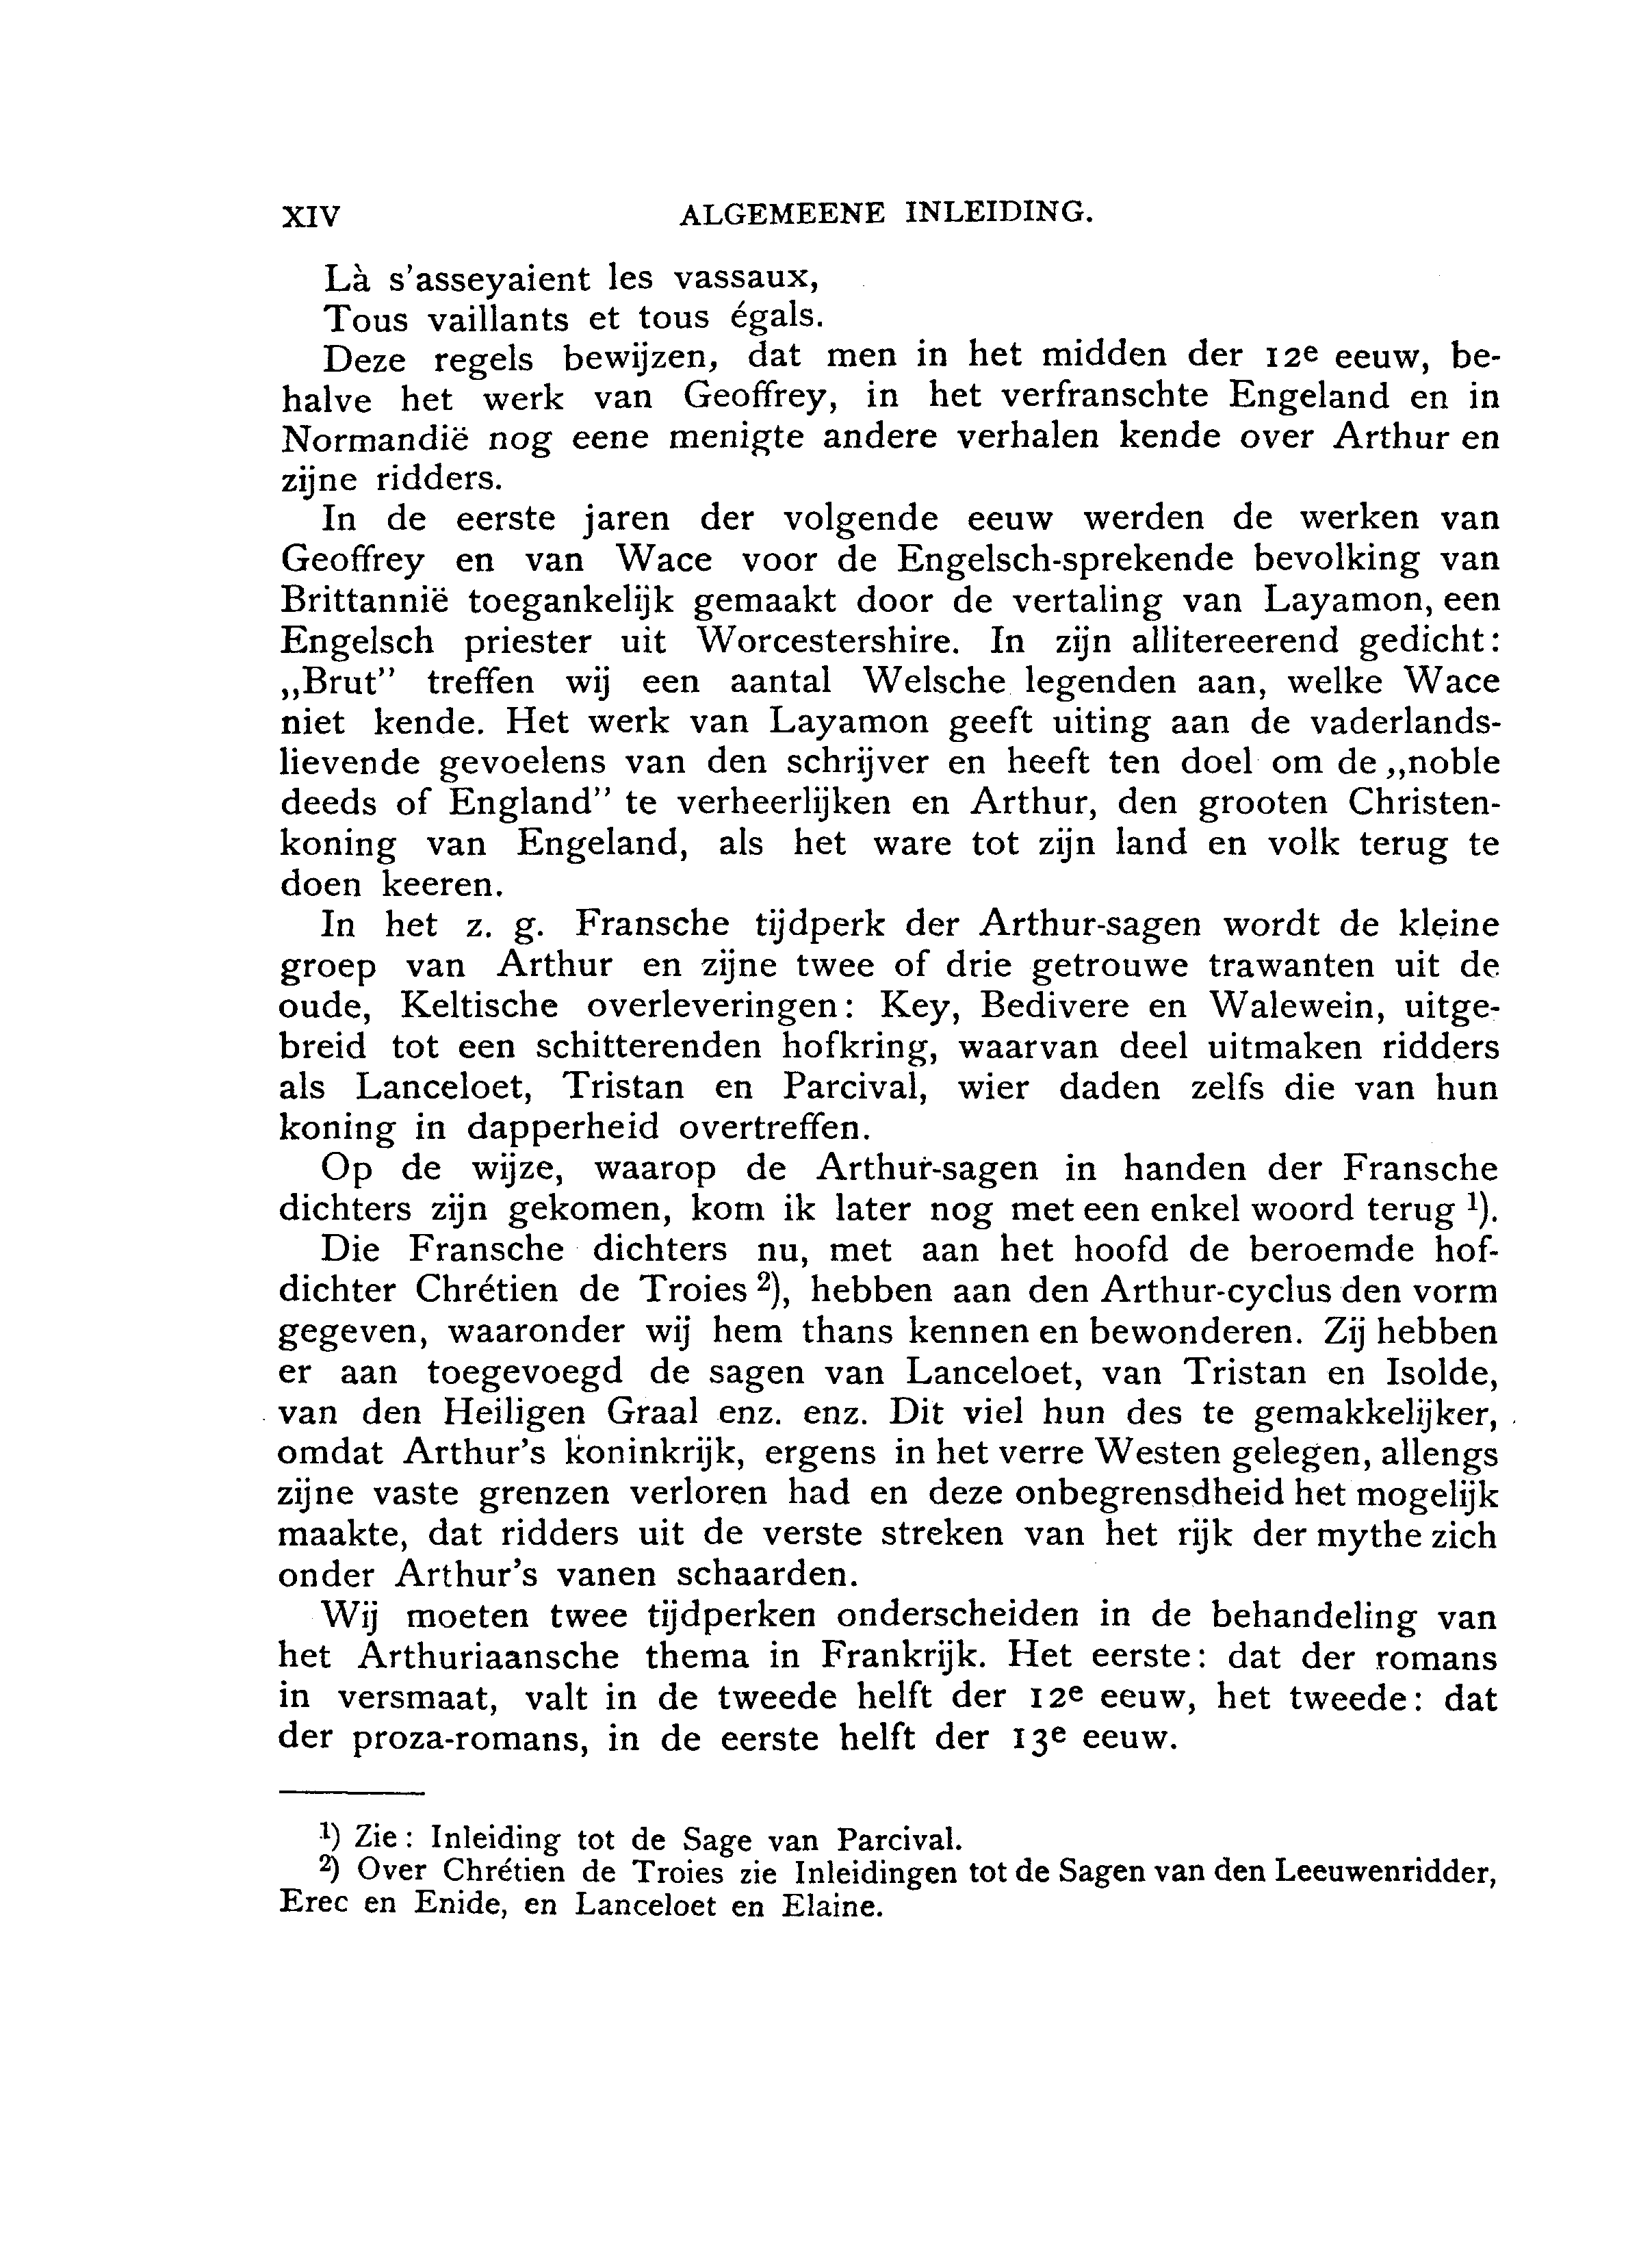 XIV ALGEMEENE INLEIDING.
Là s'asseyaient les vassaux,
Tous vaillants et tous égals.
Deze regels bewijzen, dat men in het midden der 12e eeuw, be-
halve het werk van Geoffrey, in het verfranschte Engeland en in
Normandië nog eene menigte andere verhalen kende over Arthur en
zijne ridders.
In de eerste jaren der volgende eeuw werden de werken van
Geoffrey en van Wace voor de Engelsch-sprekende bevolking van
Brittannië toegankelijk gemaakt door de vertaling van Layamon, een
Engelsch priester uit Worcestershire. In zijn allitereerend gedicht:
„Brut" treffen wij een aantal Welsche legenden aan, welke Wace
niet kende. Het werk van Layamon geeft uiting aan de vaderlands-
lievende gevoelens van den schrijver en heeft ten doel om de „noble
deeds of England" te verheerlijken en Arthur, den grooten Christen-
koning van Engeland, als het ware tot zijn land en volk terug te
doen keeren.
In het z. g. Fransche tijdperk der Arthur-sagen wordt de kleine
groep van Arthur en zijne twee of drie getrouwe trawanten uit de
oude, Keltische overleveringen: Key, Bedivere en Walewein, uitge-
breid tot een schitterenden hofkring, waarvan deel uitmaken ridders
als Lanceloet, Tristan en Parcival, wier daden zelfs die van hun
koning in dapperheid overtreffen.
Op de wijze, waarop de Arthur-sagen in handen der Fransche
dichters zijn gekomen, kom ik later nog met een enkel woord terug 1).
Die Fransche dichters nu, met aan het hoofd de beroemde hof-
dichter Chrétien de Troies 2), hebben aan den Arthur-cyclus den vorm
gegeven, waaronder wij hem thans kennen en bewonderen. Zij hebben
er aan toegevoegd de sagen van Lanceloet, van Tristan en Isolde,
van den Heiligen Graal enz. enz. Dit viel hun des te gemakkelijker,
omdat Arthur's koninkrijk, ergens in het verre Westen gelegen, allengs
zijne vaste grenzen verloren had en deze onbegrensdheid het mogelijk
maakte, dat ridders uit de verste streken van het rijk der mythe zich
onder Arthur's vanen schaarden.
Wij moeten twee tijdperken onderscheiden in de behandeling van
het Arthuriaansche thema in Frankrijk. Het eerste: dat der romans
in versmaat, valt in de tweede helft der 12e eeuw, het tweede: dat
der proza-romans, in de eerste helft der 13e eeuw.
1) Zie: Inleiding tot de Sage van Parcival.
2) Over Chrétien de Troies zie Inleidingen tot de Sagen van den Leeuwenridder,
Erec en Enide, en Lanceloet en Elaine.